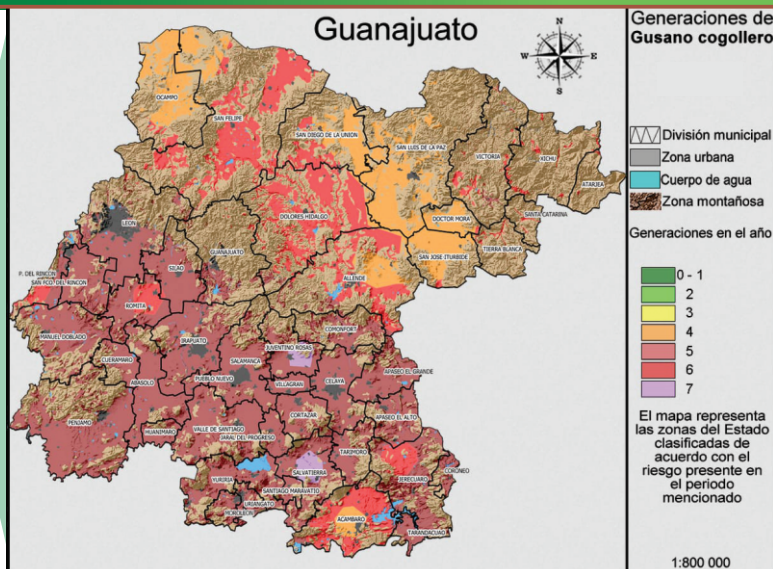 Guanajuato
N
W
E
S
OCAMPO
SAN FELIPE
SAN DIEGO DE LA UNION
SAN LUIS DE LA PAZ
VICTORIA
XICHU
ATARJEA
LEON
GUANAJUATO
DOLORES HIDALGO
DOCTOR MORA
SANTA CATARINA
TIERRA BLANCA
SAN JOSE ITURBIDE
ALLENDE
P. DEL RINCON
SAN FCO. DEL RINCON
SILAO
ROMITA
MANUEL DOBLADO
IRAPUATO
COMONFORT
JUVENTINO ROSAS
CUERAMARO
SALAMANCA
ABASOLO
PUEBLO NUEVO
VILLAGRAN
CELAYA
APASEO EL GRANDE
PENJAMO
CORTAZAR
APASEO EL ALTO
HUANIMARO
VALLE DE SANTIAGO
JARAL DEL PROGRESO
TARIMORO
SALVATIERRA
YURIRIA
JERECUARO
CORONEO
SANTIAGO MARAVATIO
URIANGATO
MOROLEON
ACAMBARO
TARANDACUAO
Generaciones de
Gusano cogollero
División municipal
Zona urbana
Cuerpo de agua
Zona montañosa
Generaciones en el año
0 - 1
2
3
4
5
6
7
El mapa representa
las zonas del Estado
clasificadas de
acuerdo con el
riesgo presente en
el periodo
mencionado
1:800 000